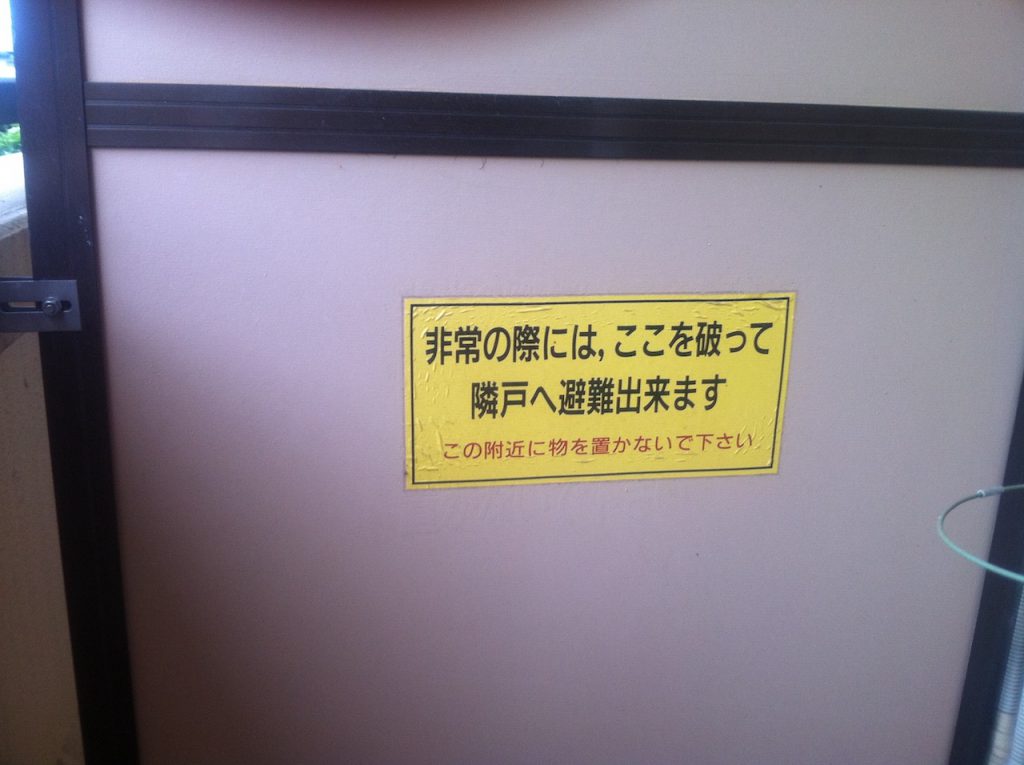 非常の際には,ここを破って
隣戸へ避難出来ます
この附近に物を置かないで下さい